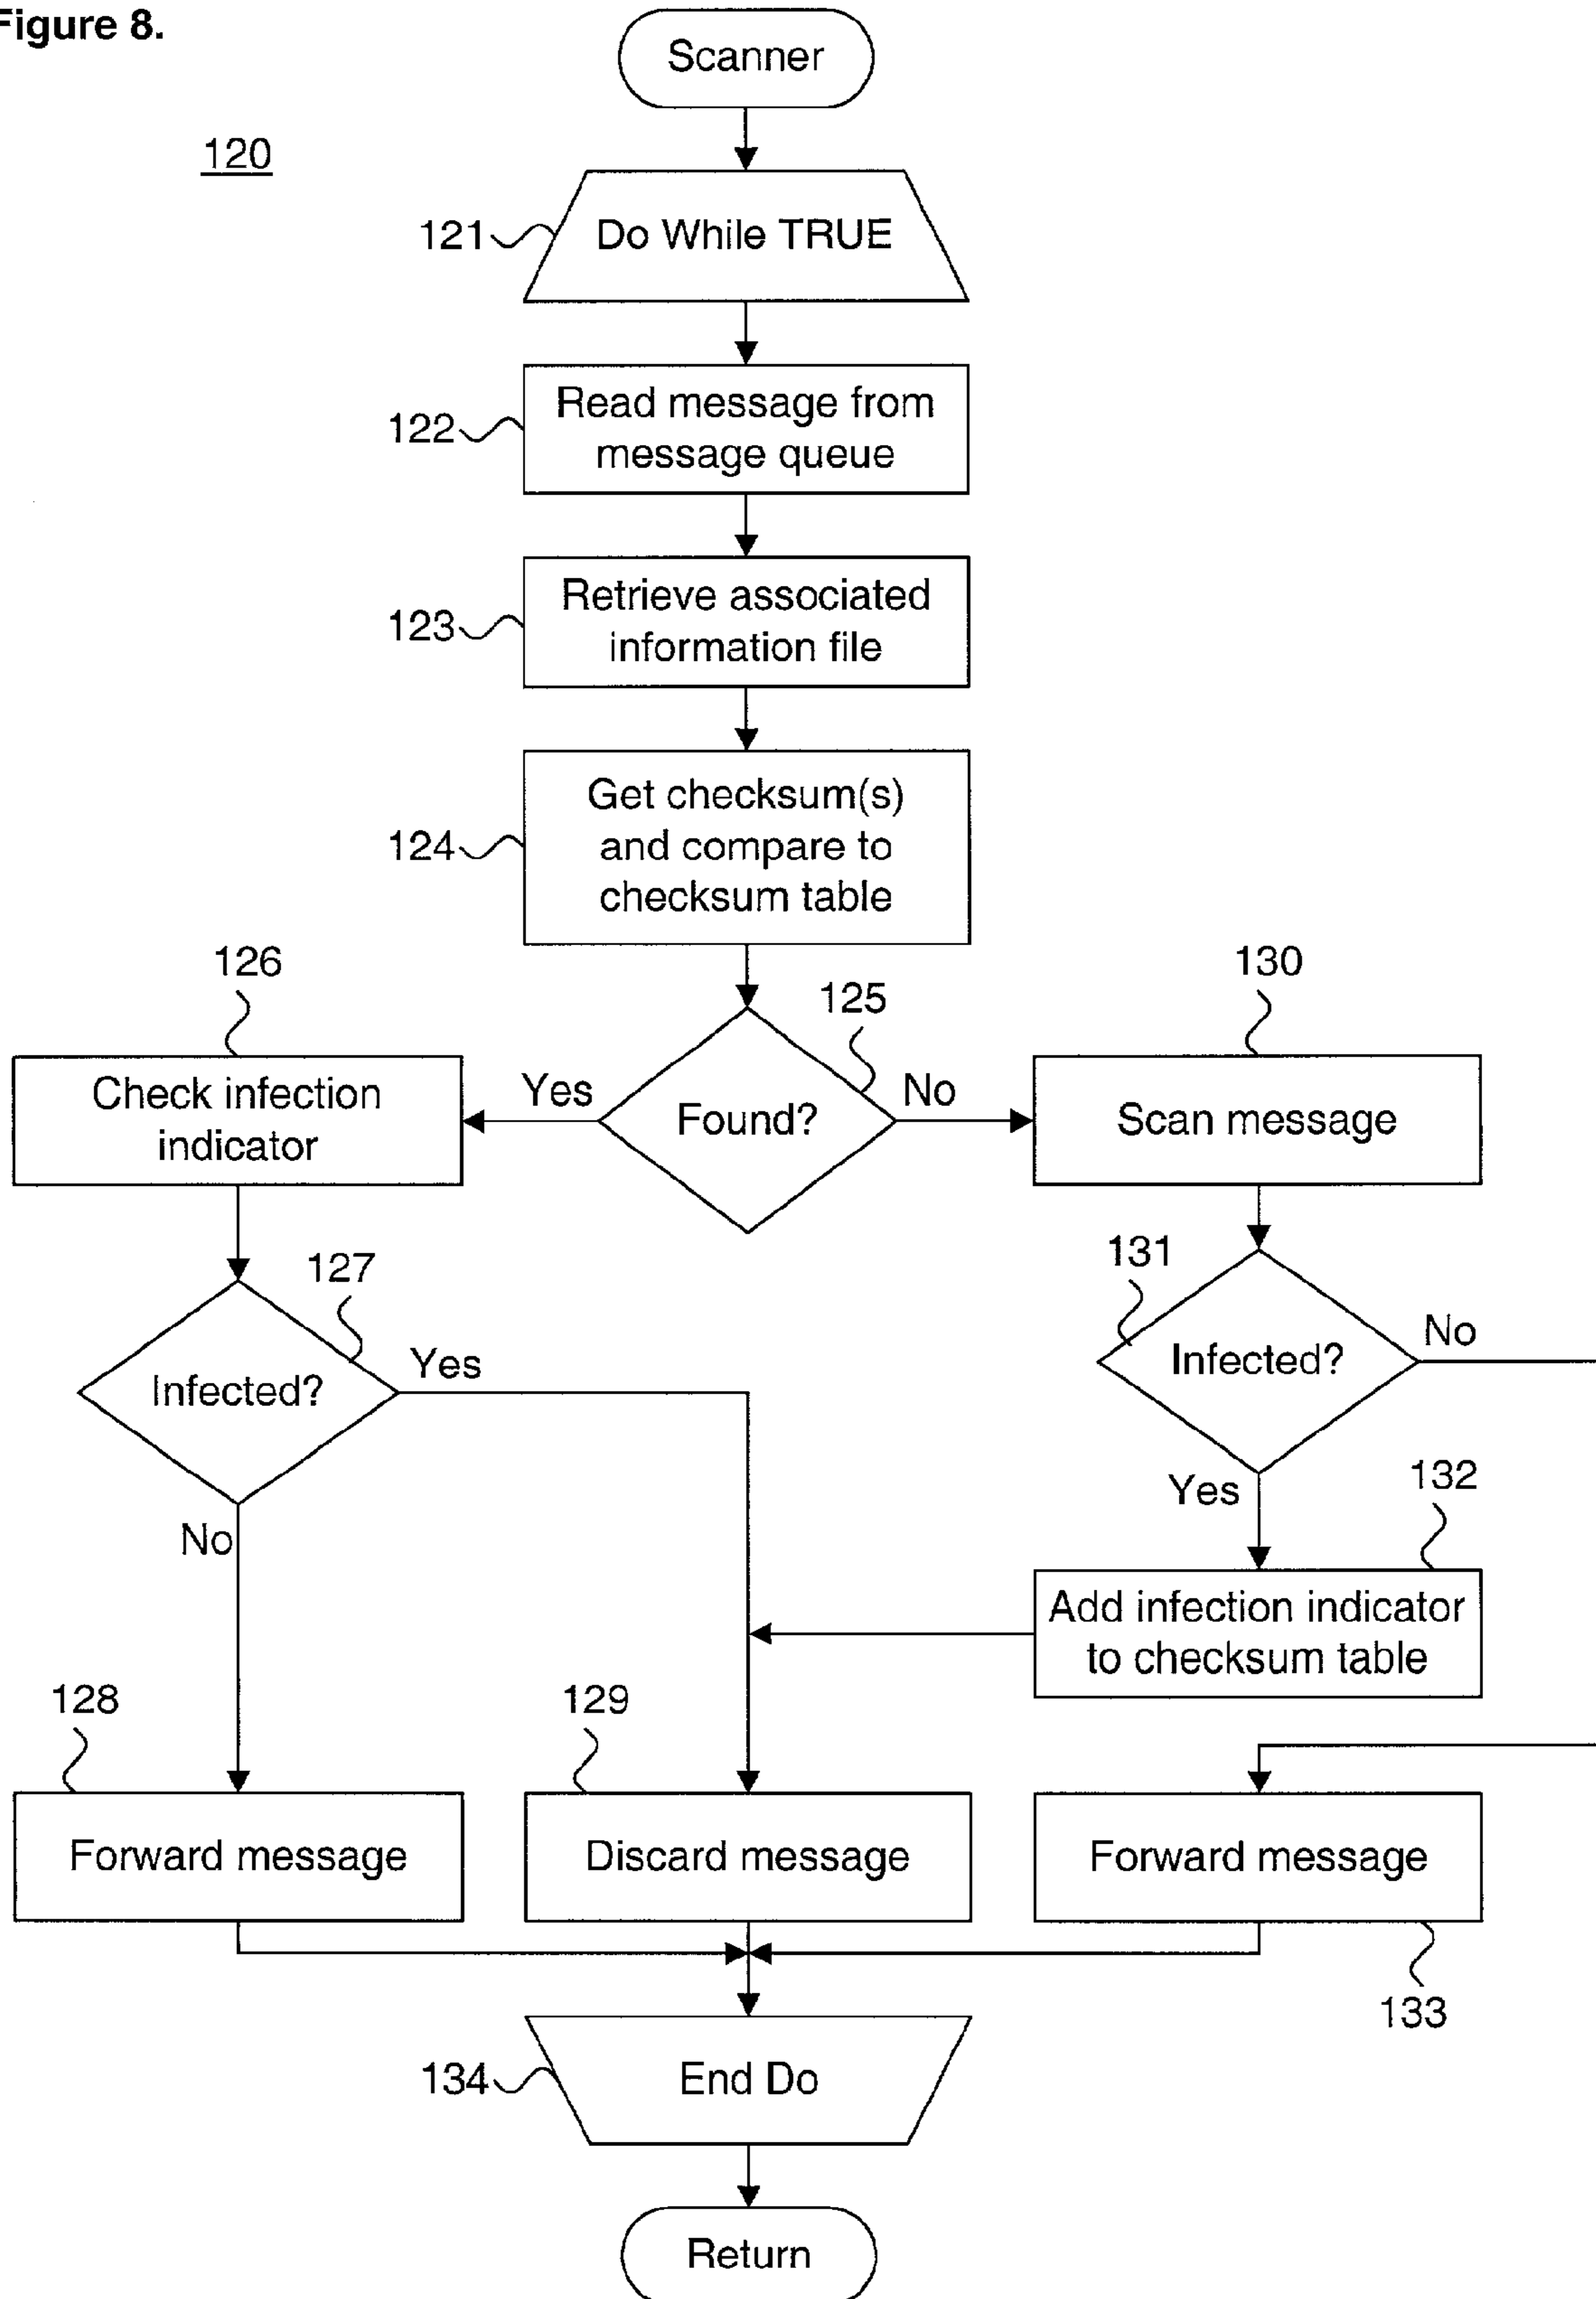 Figure 8.
Scanner
120
121
Do While TRUE
122
Read message from
message queue
123
Retrieve associated
information file
124
Get checksum(s)
and compare to
checksum table
126
125
130
Check infection
indicator
Yes
Found?
No
Scan message
127
131
Infected?
Yes
Infected?
No
No
Yes
132
Add infection indicator
to checksum table
128
129
Forward message
Discard message
Forward message
133
134
End Do
Return